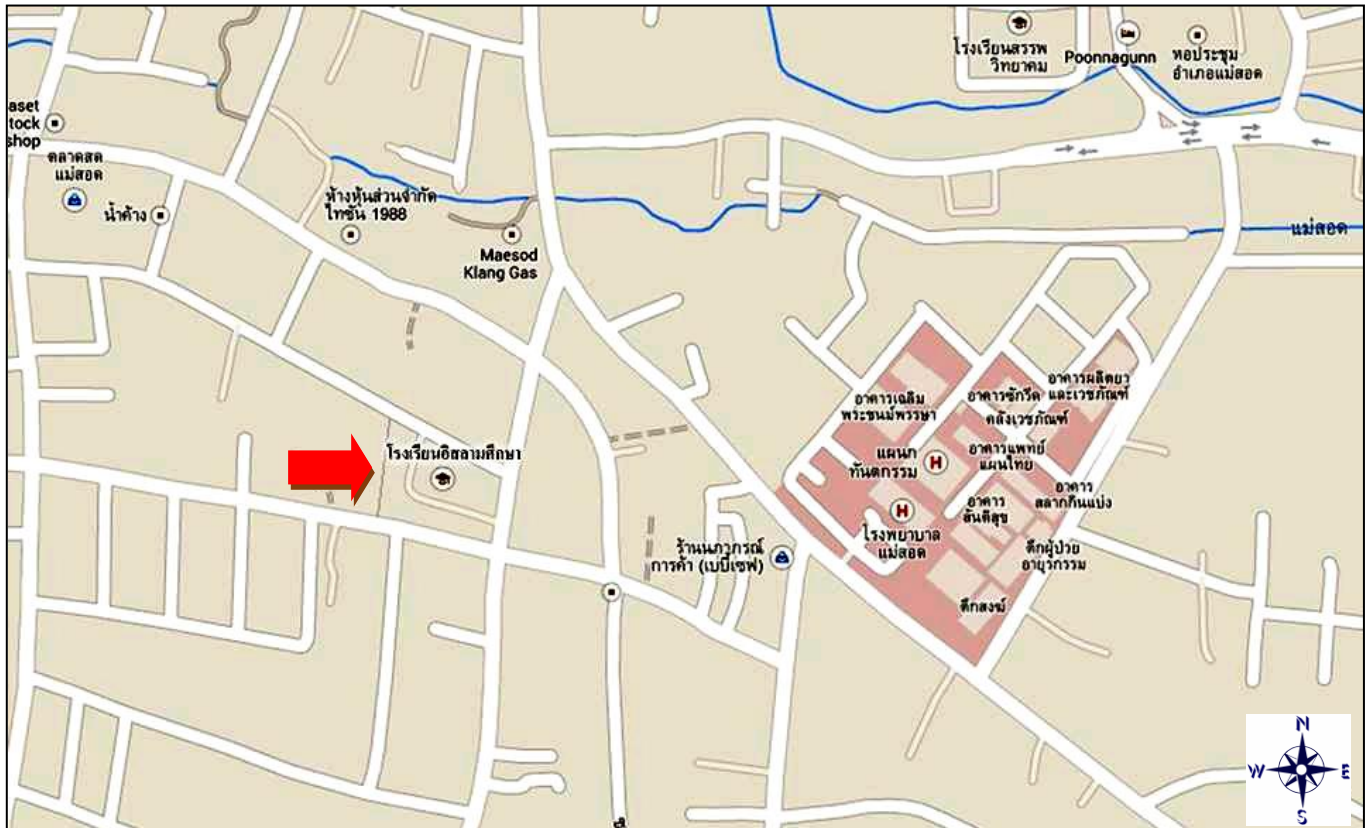 โรงเรียนสรรพ
วิทยาคม
Poonnagunn
หอประชุม
อำเภอแม่สอด
aset
tock
shop
ตลาดสด
แม่สอด
น้ำค้าง
ห้างหุ้นส่วนจำกัด
ไทซัน 1988
Maesod
Klang Gas
แม่สอด
อาคารเฉลิม
พระชนม์พรรษา
อาคารซักรีด
คลังเวชภัณฑ์
อาคารผลิตยา
และเวชภัณฑ์
แผนก
ทันตกรรม
H
อาคารแพทย์
แผนไทย
อาคาร
สลากกินแบ่ง
อาคาร
สันติสุข
H
โรงพยาบาล
แม่สอด
ตึกผู้ป่วย
อายุรกรรม
ตึกสงฆ์
โรงเรียนอิสลามศึกษา
ร้านนภาภรณ์
การค้า (เบบี้เซฟ)
N
W E
S